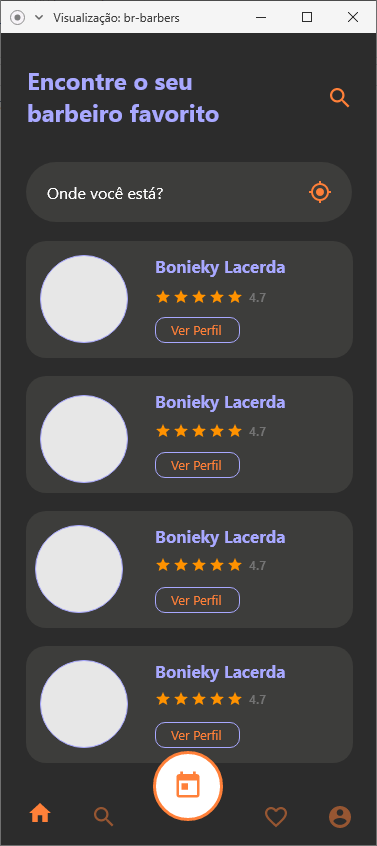 Visualização: br-barbers
Encontre o seu
barbeiro favorito
Onde você está?
Bonieky Lacerda
4.7
Ver Perfil
Bonieky Lacerda
4.7
Ver Perfil
Bonieky Lacerda
4.7
Ver Perfil
Bonieky Lacerda
4.7
Ver Perfil